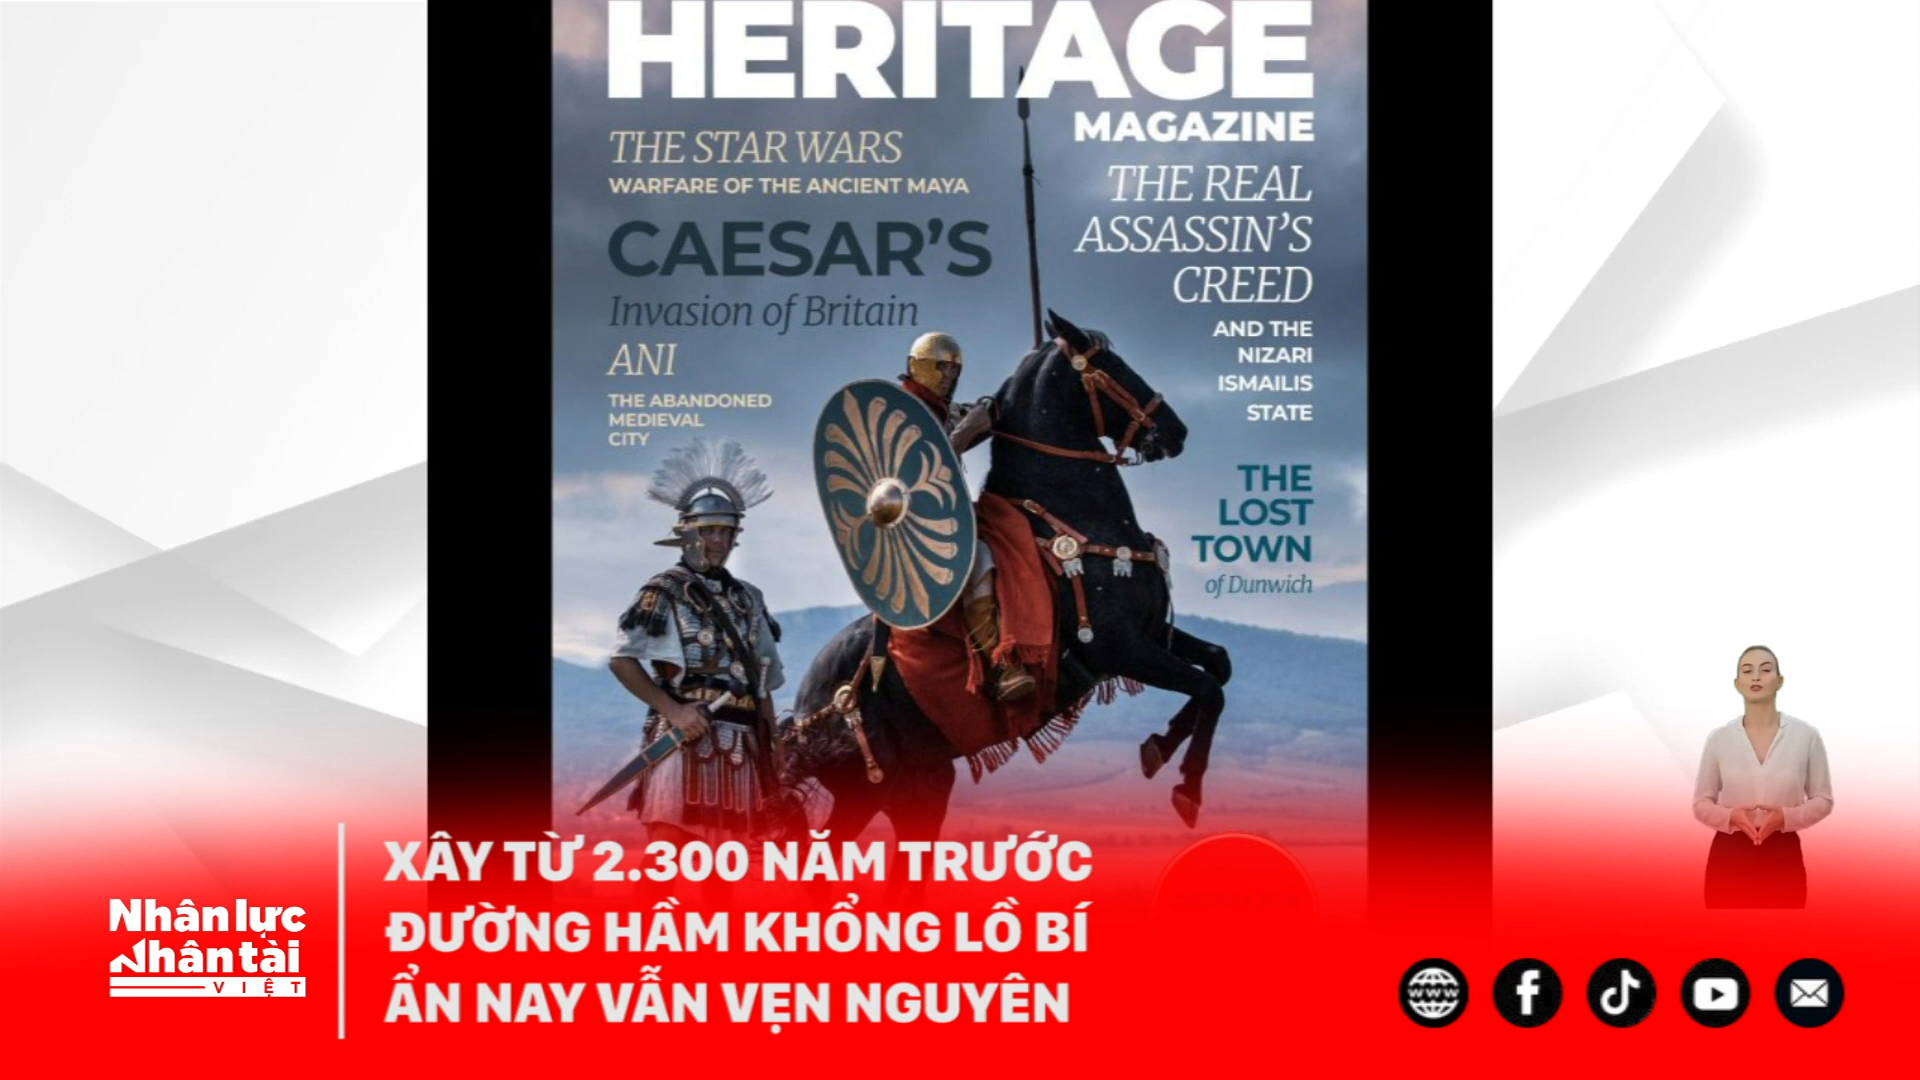 HERITAGE
MAGAZINE
THE STAR WARS
WARFARE OF THE ANCIENT MAYA
CAESAR'S
Invasion of Britain
ANI
THE ABANDONED
MEDIEVAL
CITY
THE REAL
ASSASSIN'S
CREED
AND THE
NIZARI
ISMAILIS
STATE
THE
LOST
TOWN
of Dunwich
XÂY TỪ 2.300 NĂM TRƯỚC
ĐƯỜNG HẦM KHỔNG LỒ BÍ
ẨN NAY VẪN VẸN NGUYÊN
Nhân lực
Nhân tài
VIỆT
WWW